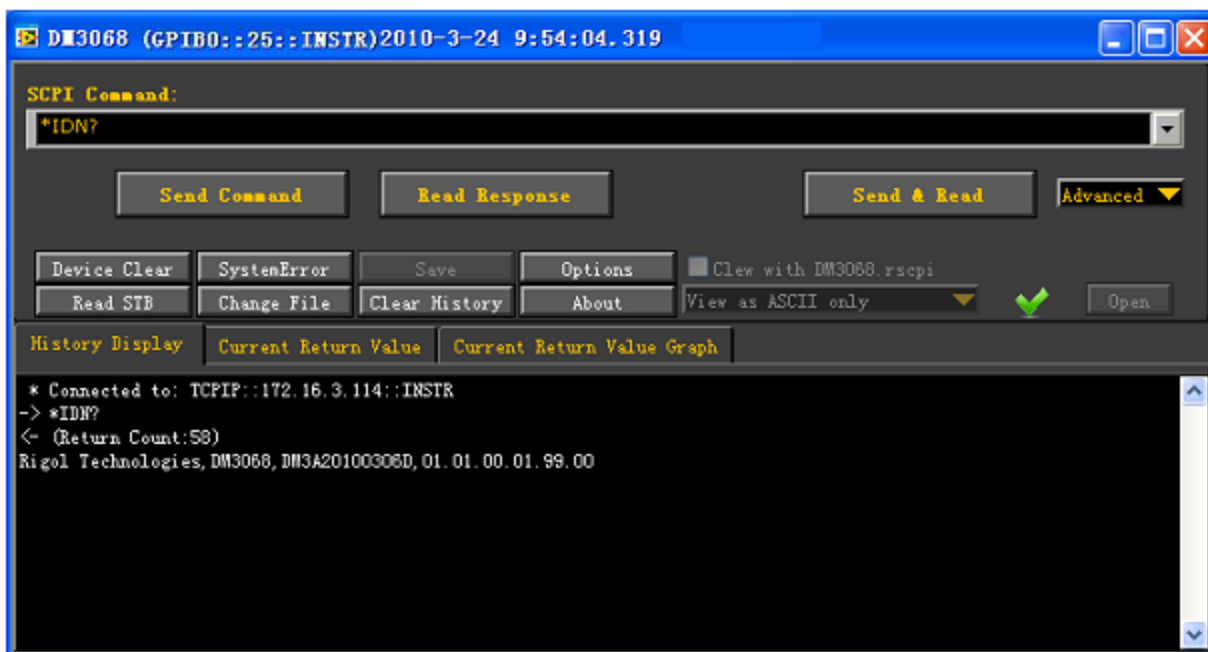 DM3068 (GPIB0::25::INSTR)2010-3-24 9:54:04.319
SCPI Command:
*IDN?
Send Command Read Response Send & Read Advanced
Device Clear SystemError Save Options Clew with DM3068.rscpi
Read STB Change File Clear History About View as ASCII only Open
History Display Current Return Value Current Return Value Graph
* Connected to: TCPIP::172.16.3.114::INSTR
-> *IDN?
<- (Return Count:58)
Rigol Technologies,DM3068,DM3A20100306D,01.01.00.01.99.00